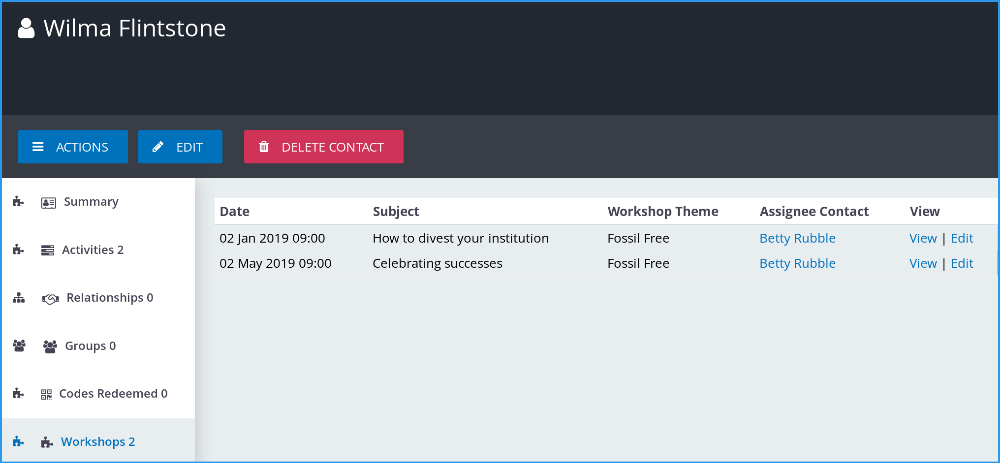 Wilma Flintstone
ACTIONS EDIT DELETE CONTACT
Summary
Activities 2
Relationships 0
Groups 0
Codes Redeemed 0
Workshops 2
Date Subject Workshop Theme Assignee Contact View
02 Jan 2019 09:00 How to divest your institution Fossil Free Betty Rubble View | Edit
02 May 2019 09:00 Celebrating successes Fossil Free Betty Rubble View | Edit